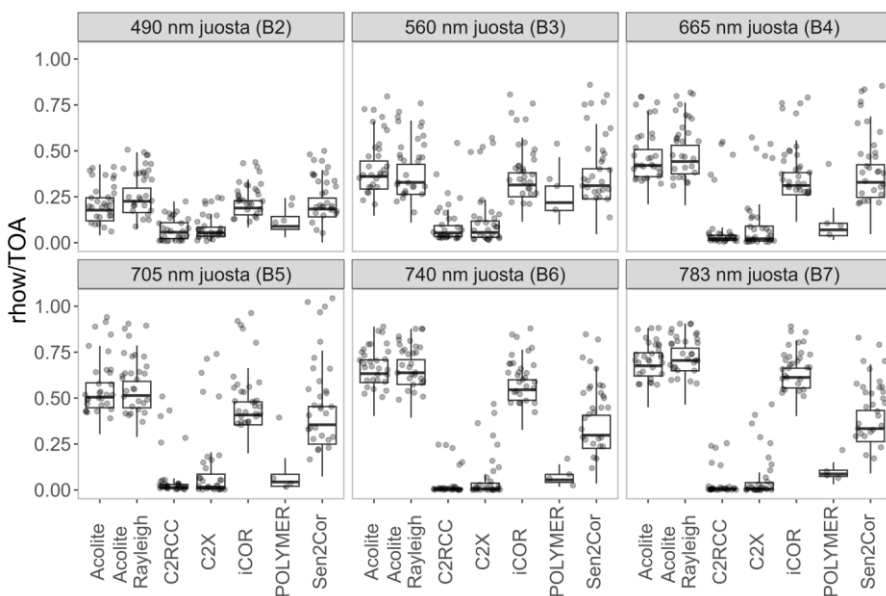 490 nm juosta (B2)
560 nm juosta (B3)
665 nm juosta (B4)
1.00
0.75
0.50
0.25
0.00
705 nm juosta (B5)
740 nm juosta (B6)
783 nm juosta (B7)
1.00
0.75
0.50
0.25
0.00
rhow/TOA
Acolite
Acolite
Rayleigh
C2RCC
C2X
iCOR
POLYMER
Sen2Cor
Acolite
Acolite
Rayleigh
C2RCC
C2X
iCOR
POLYMER
Sen2Cor
Acolite
Acolite
Rayleigh
C2RCC
C2X
iCOR
POLYMER
Sen2Cor